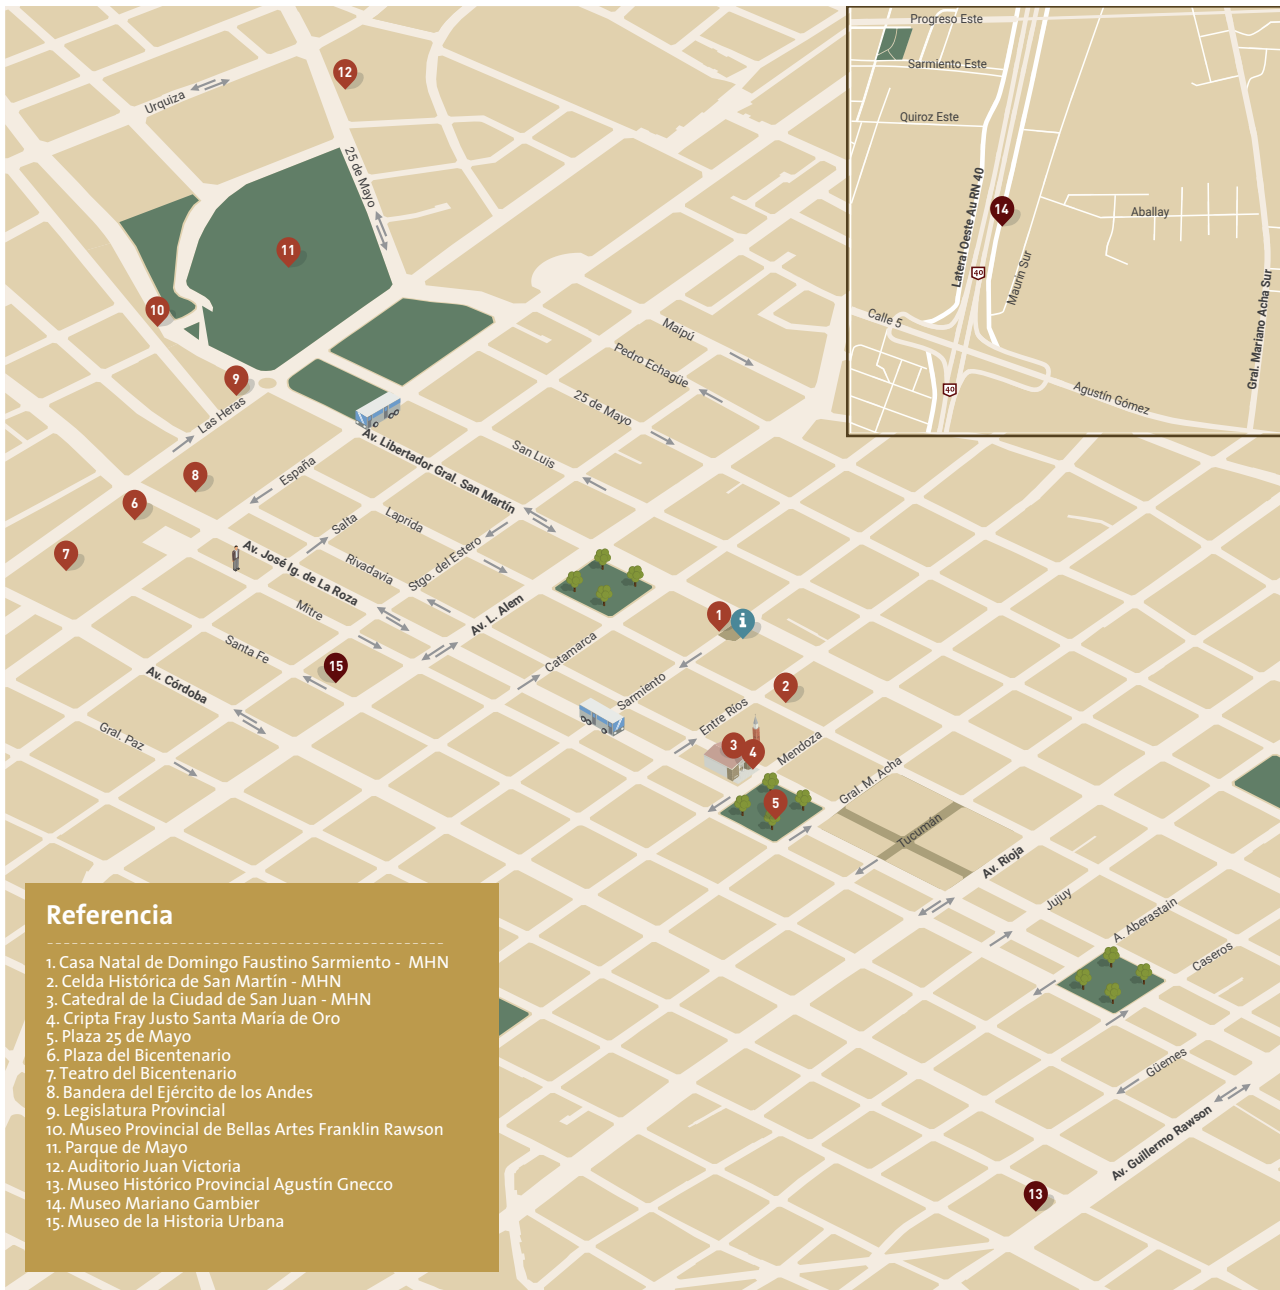 Progreso Este
Sarmiento Este
Quiroz Este
Lateral Oeste Au RN 40
14
Aballay
40
Maurin Sur
Calle 5
Gral. Mariano Acha Sur
40
Agustín Gómez
12
Urquiza
25 de Mayo
11
10
Maipú
Pedro Echagüe
9
Las Heras
25 de Mayo
Av. Libertador Gral. San Martín
San Luis
8
España
6
Salta
Laprida
7
Av. José Ig. de La Roza
Rivadavia
Stgo. del Estero
Mitre
Av. L. Alem
1
i
Santa Fe
15
Catamarca
Av. Córdoba
Sarmiento
2
Entre Rios
Gral. Paz
3
4
Mendoza
5
Gral. M. Acha
Tucumán
Av. Rioja
Jujuy
A. Aberastain
Caseros
Güemes
Av. Guillermo Rawson
13
Referencia
1. Casa Natal de Domingo Faustino Sarmiento - MHN
2. Celda Histórica de San Martín - MHN
3. Catedral de la Ciudad de San Juan - MHN
4. Cripta Fray Justo Santa María de Oro
5. Plaza 25 de Mayo
6. Plaza del Bicentenario
7. Teatro del Bicentenario
8. Bandera del Ejército de los Andes
9. Legislatura Provincial
10. Museo Provincial de Bellas Artes Franklin Rawson
11. Parque de Mayo
12. Auditorio Juan Victoria
13. Museo Histórico Provincial Agustín Gnecco
14. Museo Mariano Gambier
15. Museo de la Historia Urbana